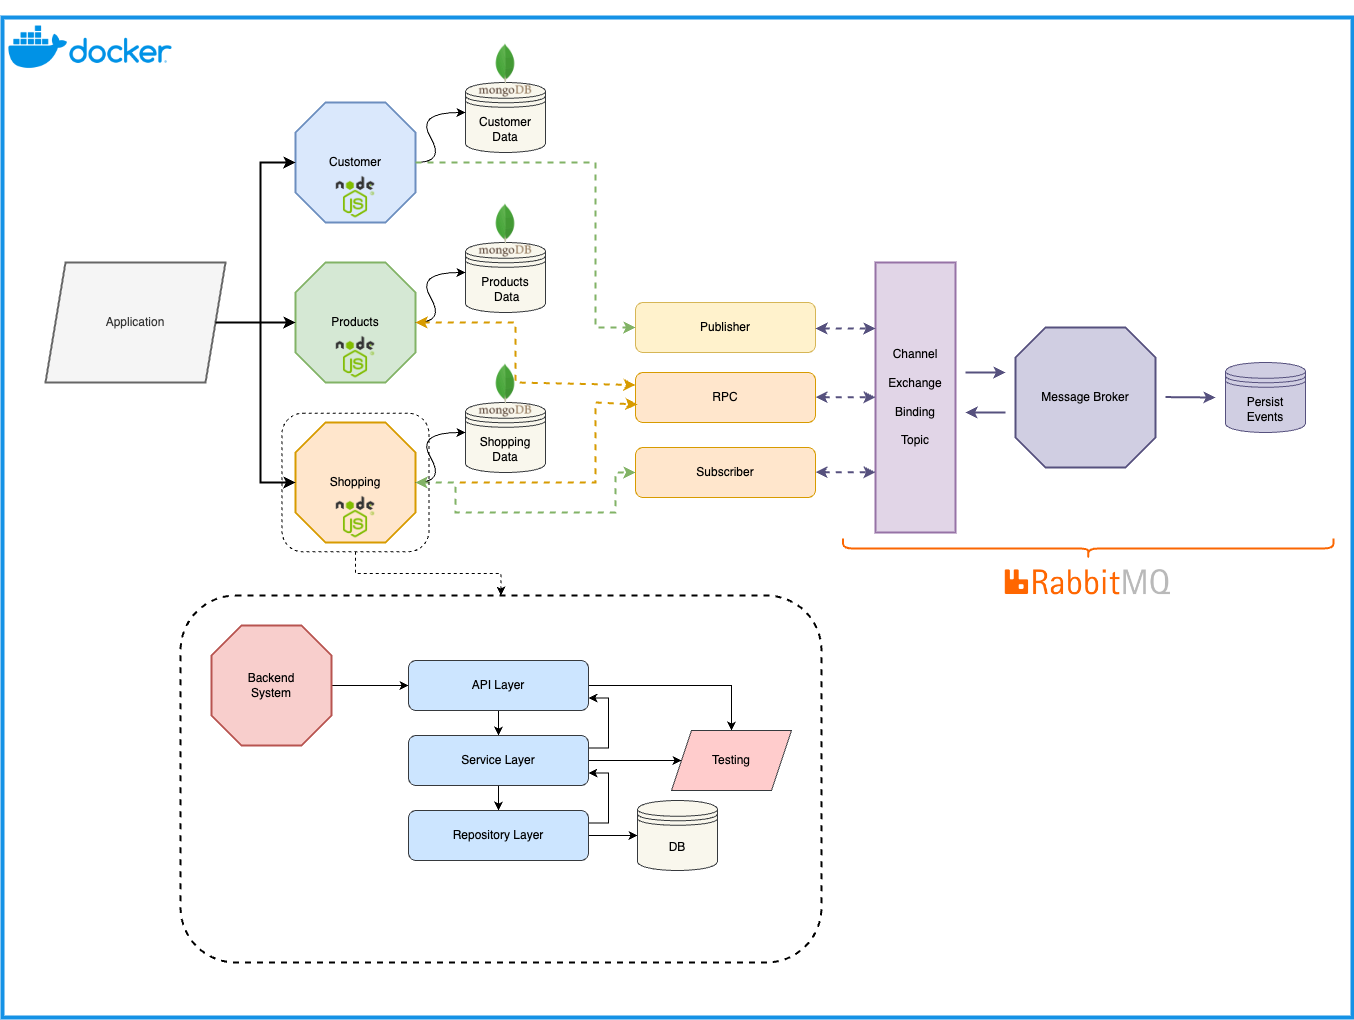 docker
mongoDB
Customer
Data
Customer
node
JS
mongoDB
Products
Data
Application
Products
node
JS
Publisher
Channel
Exchange
Binding
Topic
RPC
Message Broker
Persist
Events
mongoDB
Shopping
Data
Shopping
node
JS
Subscriber
RabbitMQ
Backend
System
API Layer
Service Layer
Testing
Repository Layer
DB